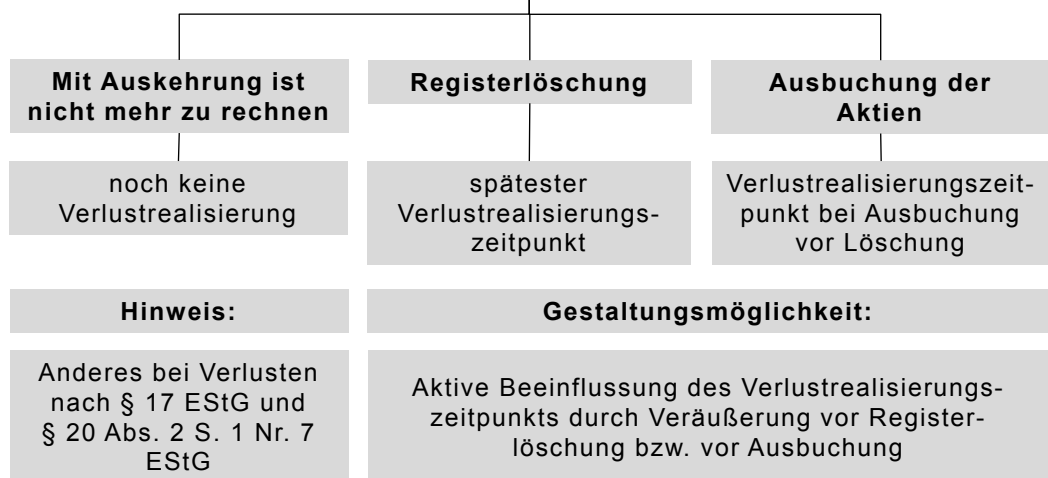 Mit Auskehrung ist
nicht mehr zu rechnen
noch keine
Verlustrealisierung
Registerlöschung
spätester
Verlustrealisierungs-
zeitpunkt
Ausbuchung der
Aktien
Verlustrealisierungszeit-
punkt bei Ausbuchung
vor Löschung
Hinweis:
Anderes bei Verlusten
nach § 17 EStG und
§ 20 Abs. 2 S. 1 Nr. 7
EStG
Gestaltungsmöglichkeit:
Aktive Beeinflussung des Verlustrealisierungs-
zeitpunkts durch Veräußerung vor Register-
löschung bzw. vor Ausbuchung